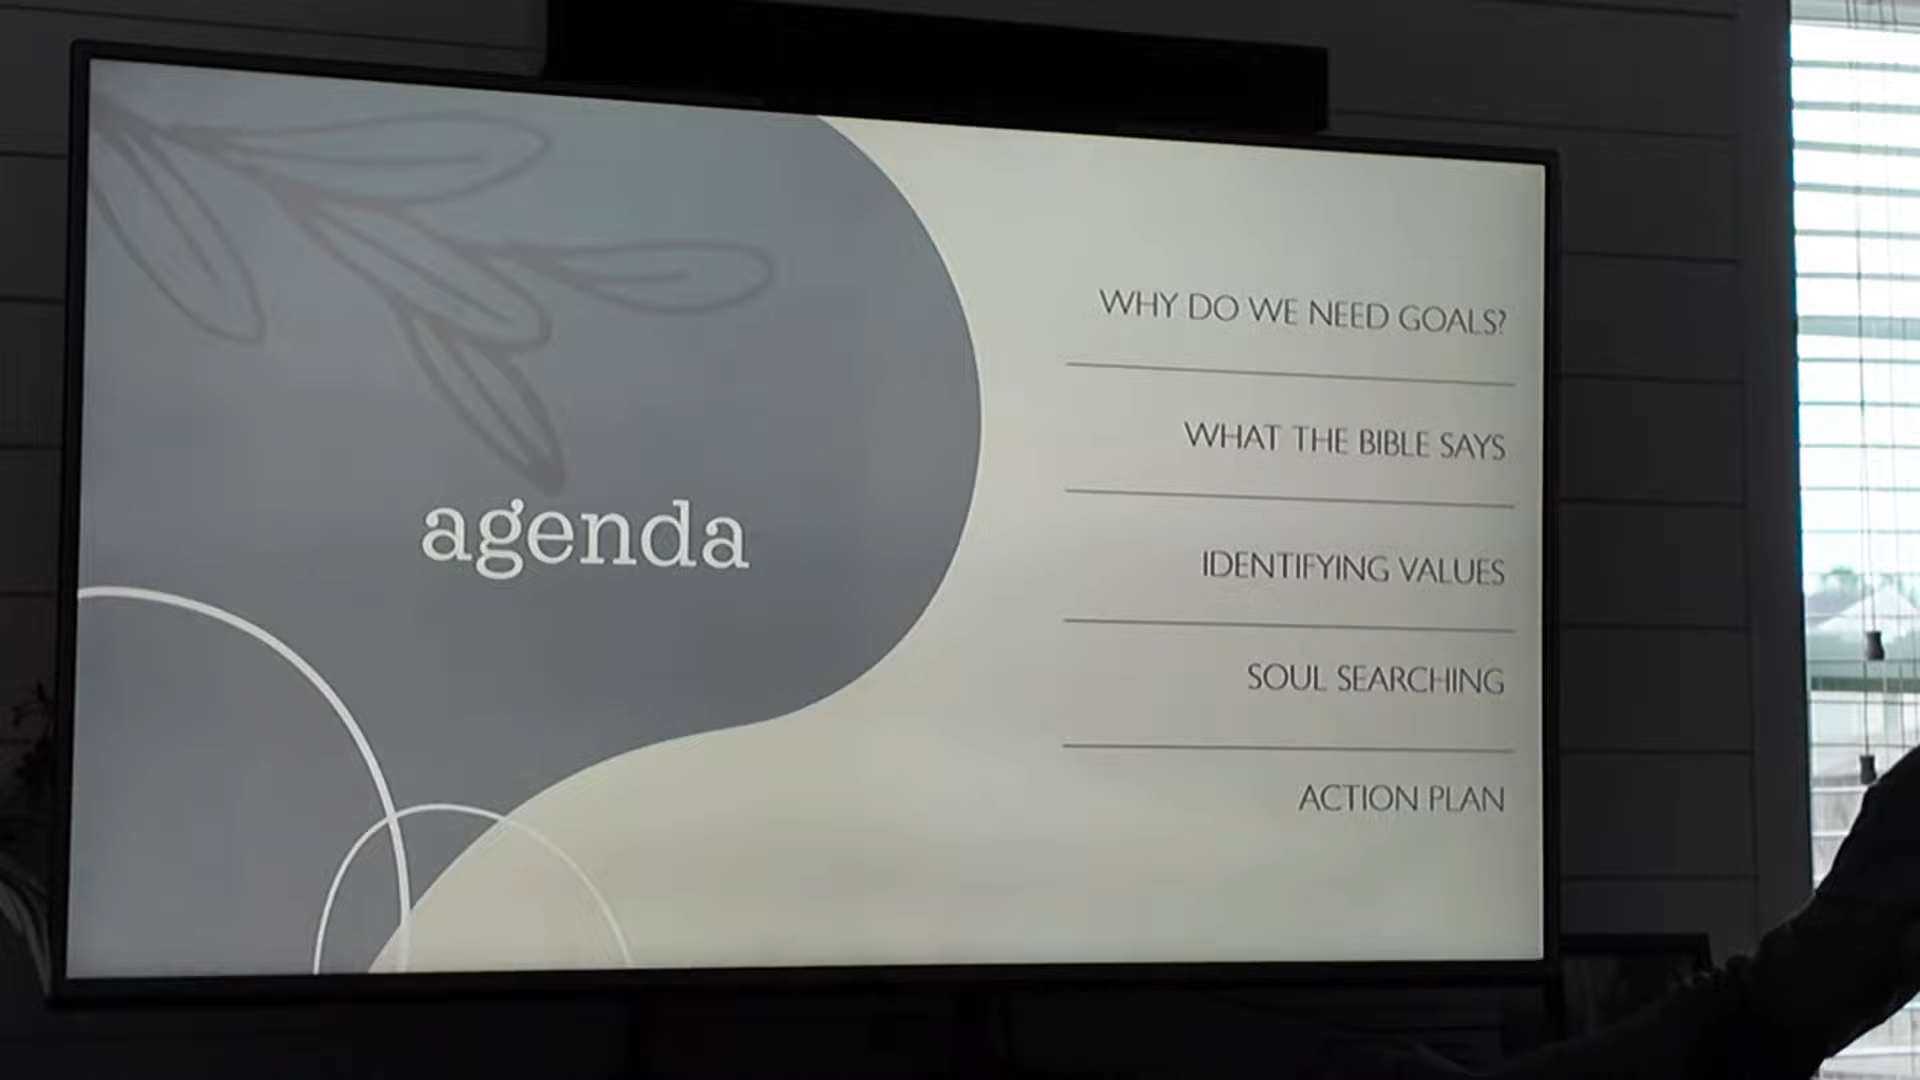 agenda
WHY DO WE NEED GOALS?
WHAT THE BIBLE SAYS
IDENTIFYING VALUES
SOUL SEARCHING
ACTION PLAN